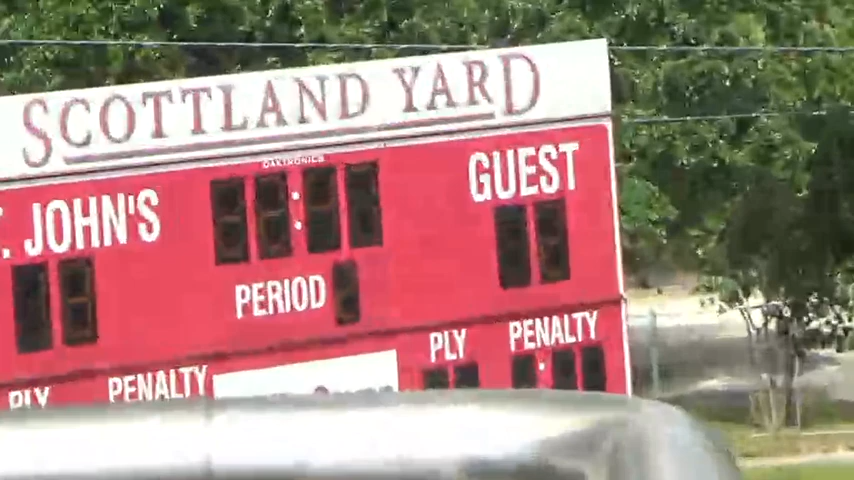 SCOTTLAND YARD
DAKTRONICS
. JOHN'S
GUEST
PERIOD
PLY PENALTY
PLY PENALTY